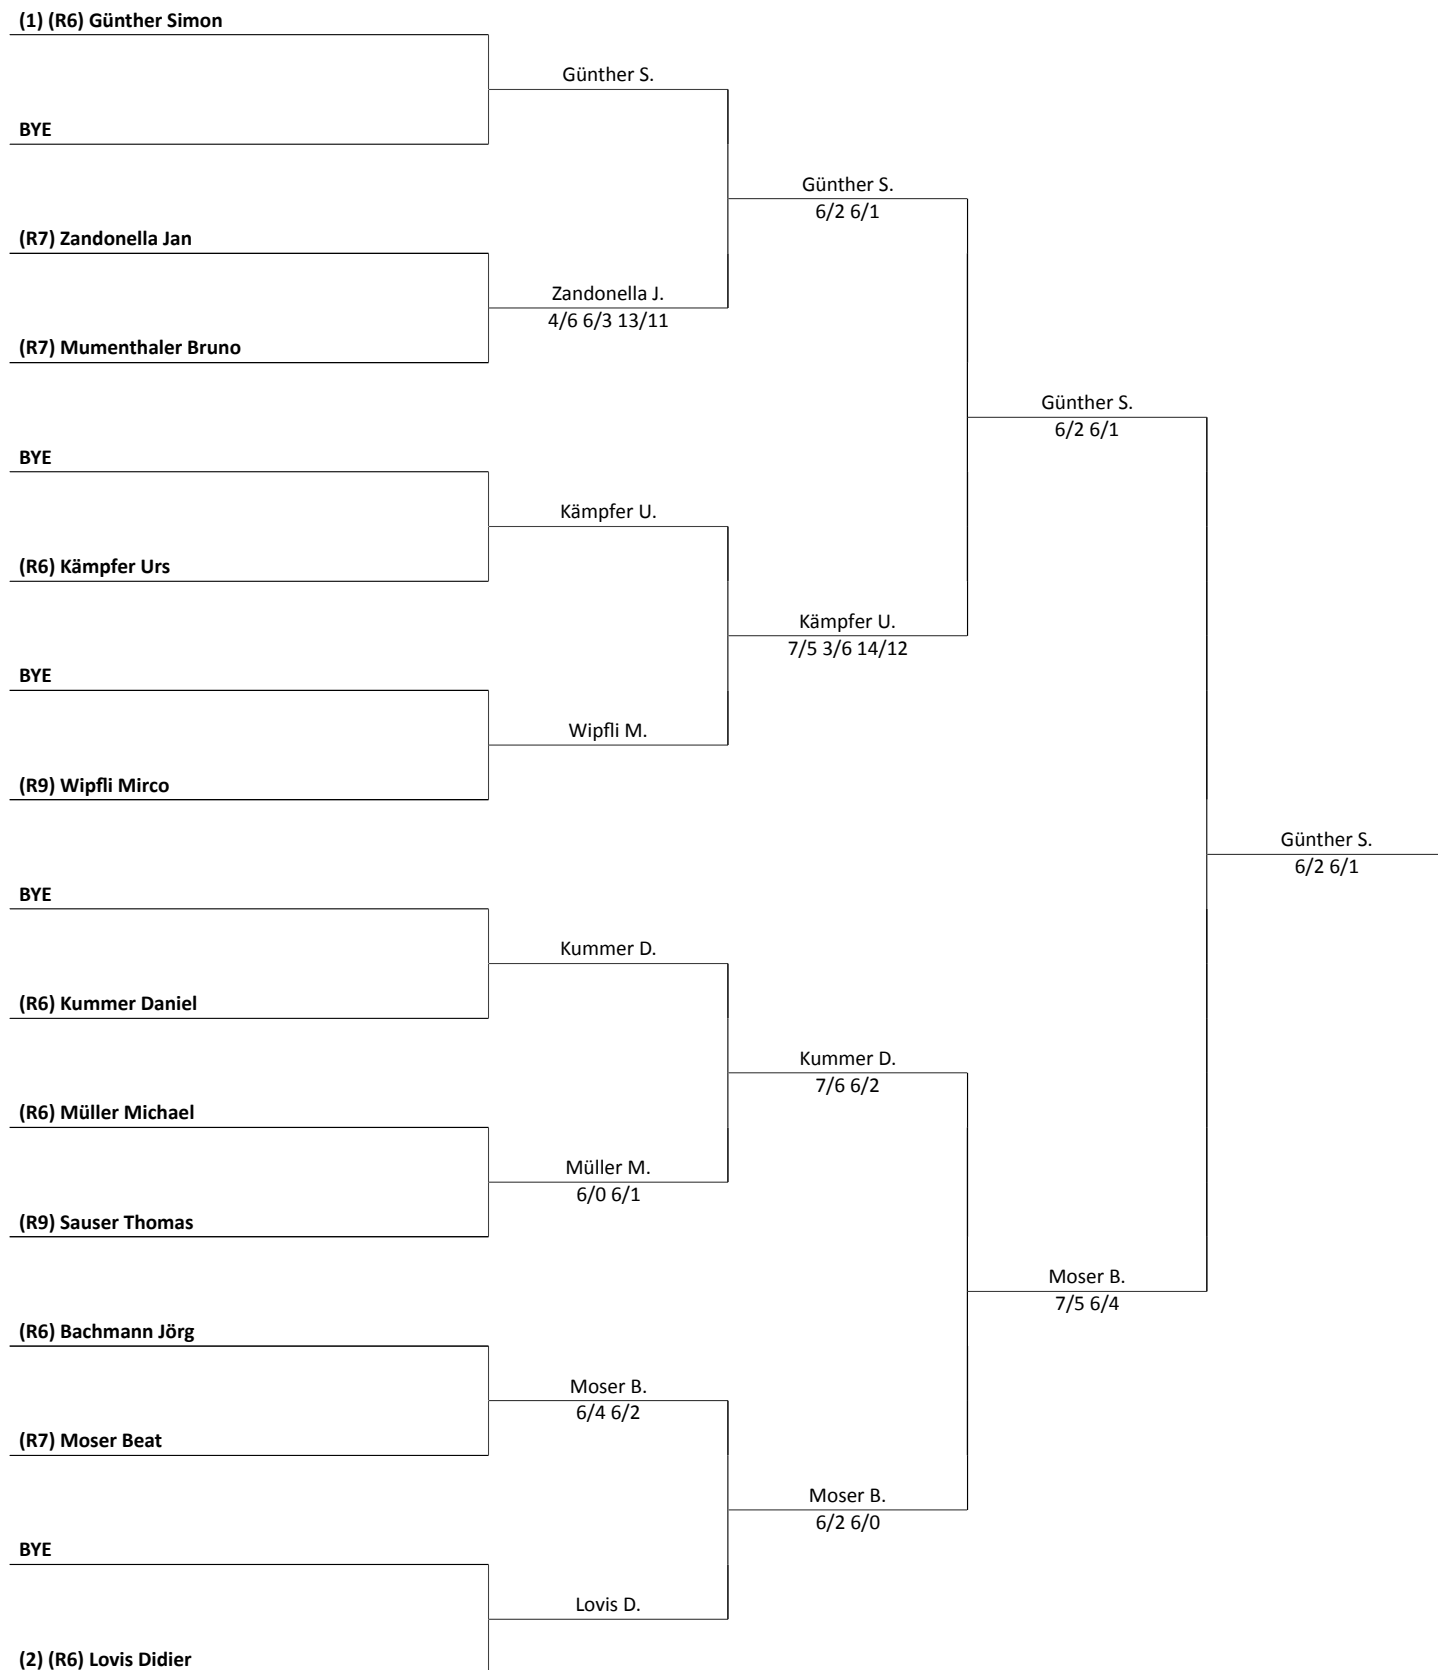 (1) (R6) Günther Simon
Günther S.
BYE
Günther S.
6/2 6/1
(R7) Zandonella Jan
Zandonella J.
4/6 6/3 13/11
(R7) Mumenthaler Bruno
Günther S.
6/2 6/1
BYE
Kämpfer U.
(R6) Kämpfer Urs
Kämpfer U.
7/5 3/6 14/12
BYE
Wipfli M.
(R9) Wipfli Mirco
Günther S.
6/2 6/1
BYE
Kummer D.
(R6) Kummer Daniel
Kummer D.
7/6 6/2
(R6) Müller Michael
Müller M.
6/0 6/1
(R9) Sauser Thomas
Moser B.
7/5 6/4
(R6) Bachmann Jörg
Moser B.
6/4 6/2
(R7) Moser Beat
Moser B.
6/2 6/0
BYE
Lovis D.
(2) (R6) Lovis Didier